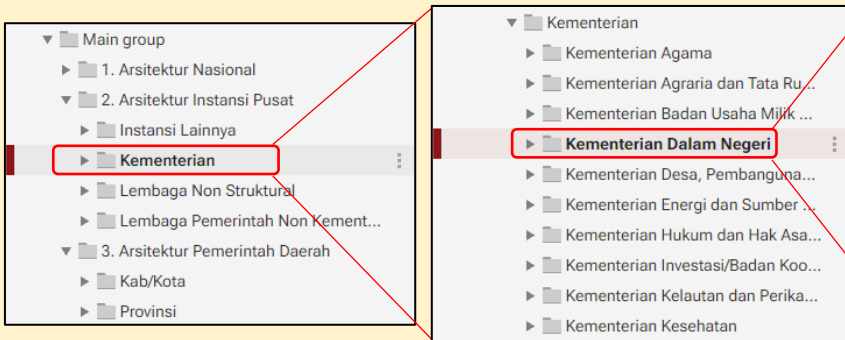 Main group
1. Arsitektur Nasional
2. Arsitektur Instansi Pusat
Instansi Lainnya
Kementerian
Lembaga Non Struktural
Lembaga Pemerintah Non Kement...
3. Arsitektur Pemerintah Daerah
Kab/Kota
Provinsi
Kementerian
Kementerian Agama
Kementerian Agraria dan Tata Ru...
Kementerian Badan Usaha Milik ...
Kementerian Dalam Negeri
Kementerian Desa, Pembanguna...
Kementerian Energi dan Sumber ...
Kementerian Hukum dan Hak Asa...
Kementerian Investasi/Badan Koo...
Kementerian Kelautan dan Perika...
Kementerian Kesehatan